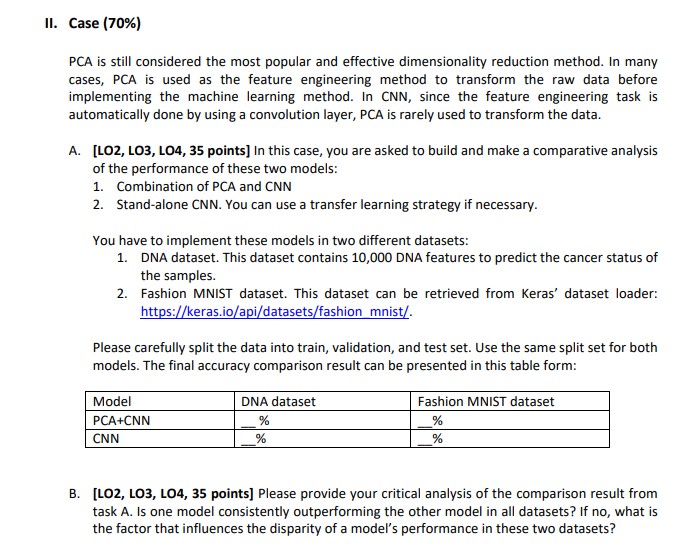 II. Case (70%)
PCA is still considered the most popular and effective dimensionality reduction method. In many
cases, PCA is used as the feature engineering method to transform the raw data before
implementing the machine learning method. In CNN, since the feature engineering task is
automatically done by using a convolution layer, PCA is rarely used to transform the data.
A. [LO2, LO3, LO4, 35 points] In this case, you are asked to build and make a comparative analysis
of the performance of these two models:
1. Combination of PCA and CNN
2. Stand-alone CNN. You can use a transfer learning strategy if necessary.
You have to implement these models in two different datasets:
1. DNA dataset. This dataset contains 10,000 DNA features to predict the cancer status of
the samples.
2. Fashion MNIST dataset. This dataset can be retrieved from Keras' dataset loader:
https://keras.io/api/datasets/fashion_mnist/.
Please carefully split the data into train, validation, and test set. Use the same split set for both
models. The final accuracy comparison result can be presented in this table form:
Model DNA dataset Fashion MNIST dataset
PCA+CNN __% __%
CNN __% __%
B. [LO2, LO3, LO4, 35 points] Please provide your critical analysis of the comparison result from
task A. Is one model consistently outperforming the other model in all datasets? If no, what is
the factor that influences the disparity of a model's performance in these two datasets?